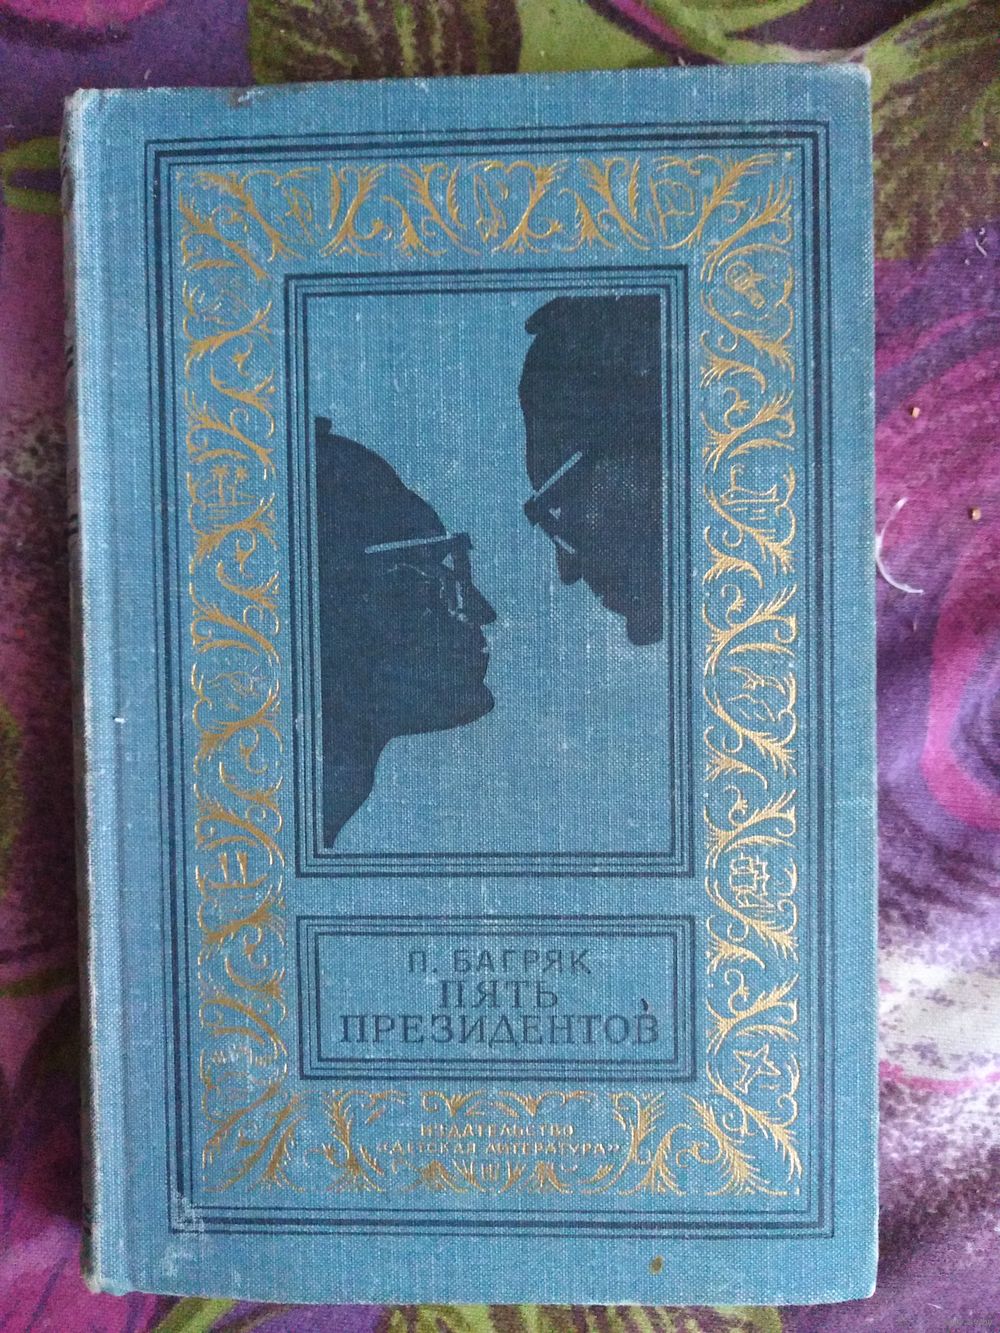 П. БАГРЯК
ПЯТЬ
ПРЕЗИДЕНТОВ
ИЗДАТЕЛЬСТВО
«ДЕТСКАЯ ЛИТЕРАТУРА»